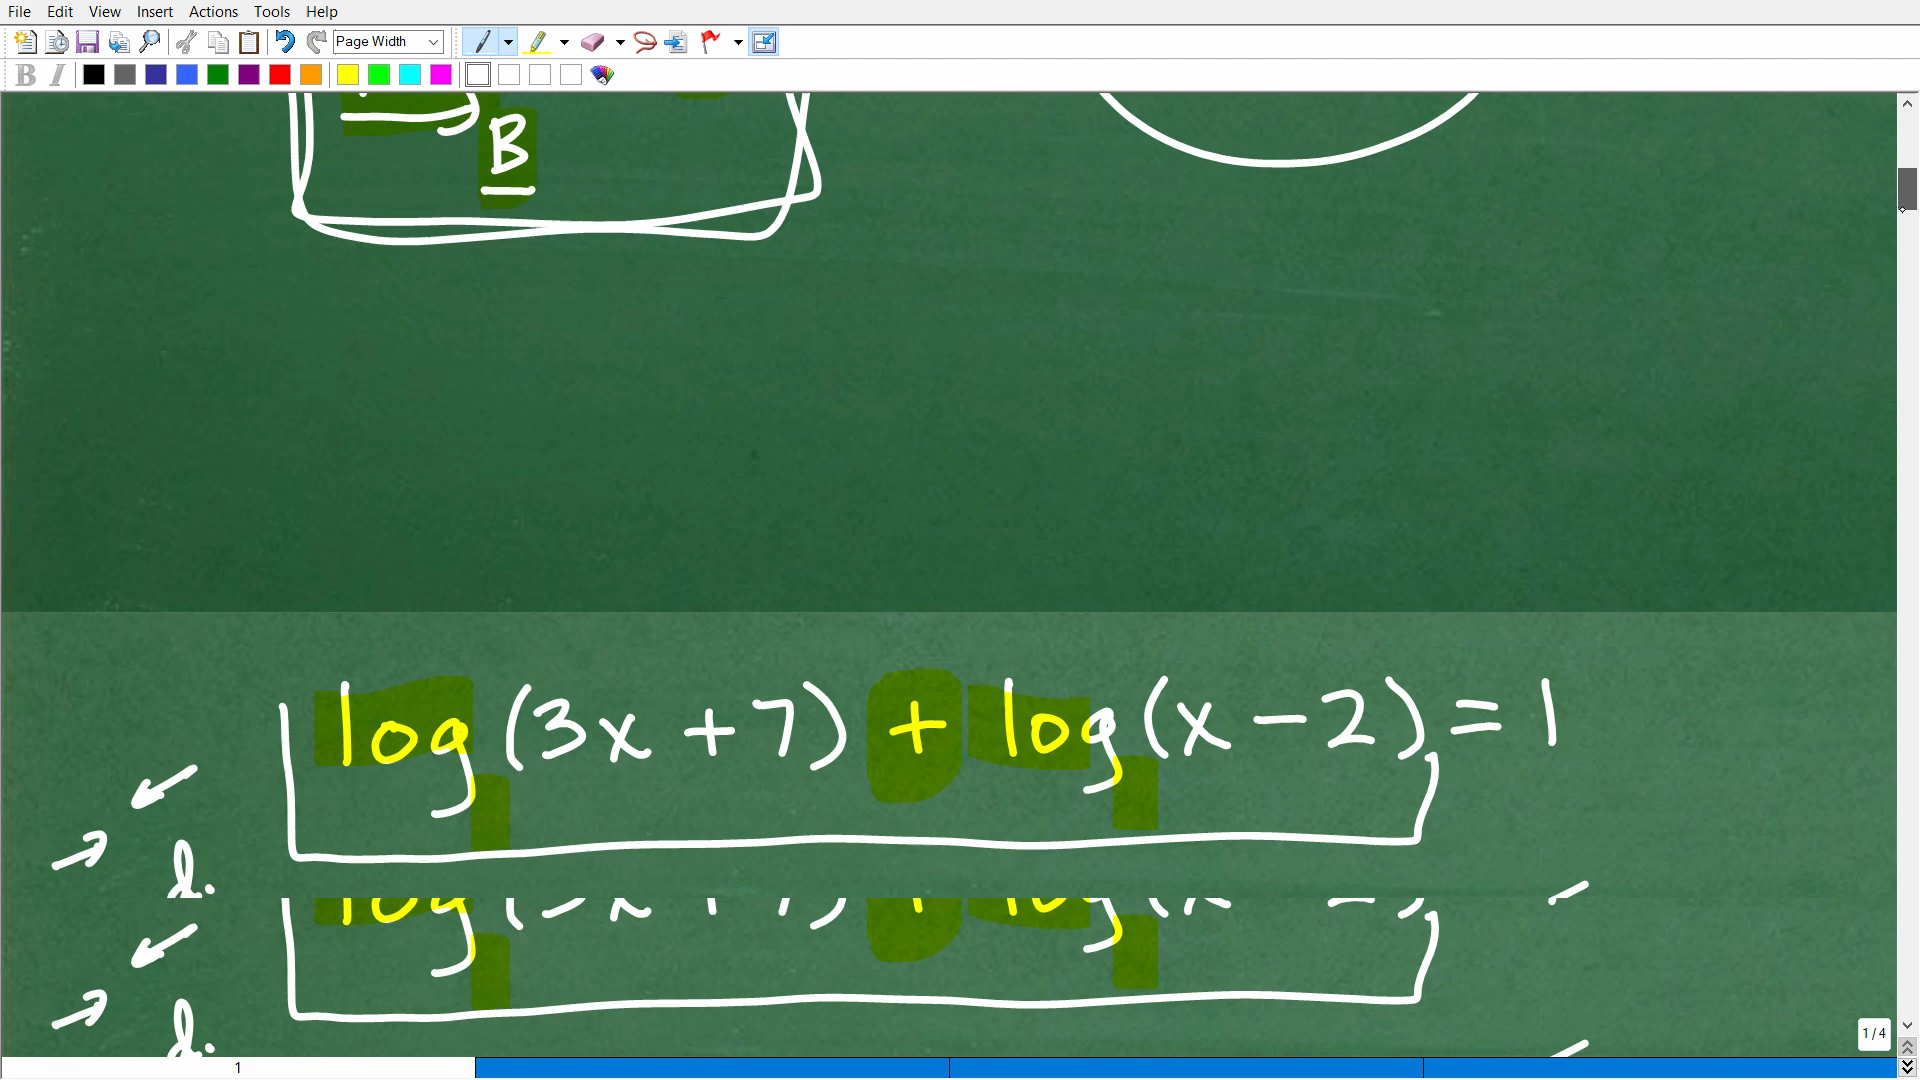 File Edit View Insert Actions Tools Help
Page Width
B I
B
log (3x + 7) + log (x - 2) = 1
l.
l.
1 / 4
1